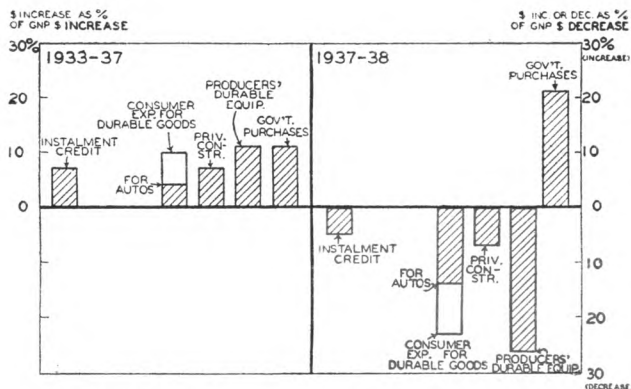 $ INCREASE AS %
OF GNP $ INCREASE
$ INC. OR DEC. AS %
OF GNP $ DECREASE
30%
1933-37
1937-38
30%
(INCREASE)
20
CONSUMER
EXP. FOR
DURABLE GOODS
PRODUCERS'
DURABLE
EQUIP.
GOV'T.
PURCHASES
20
INSTALMENT
CREDIT
PRIV.
CON-
STR.
GOV'T.
PURCHASES
10
FOR
AUTOS
10
0
0
INSTALMENT
CREDIT
FOR
AUTOS
PRIV.
CON-
STR.
10
20
CONSUMER
EXP. FOR
DURABLE GOODS
PRODUCERS'
DURABLE EQUIP.
30
(DECREASE)